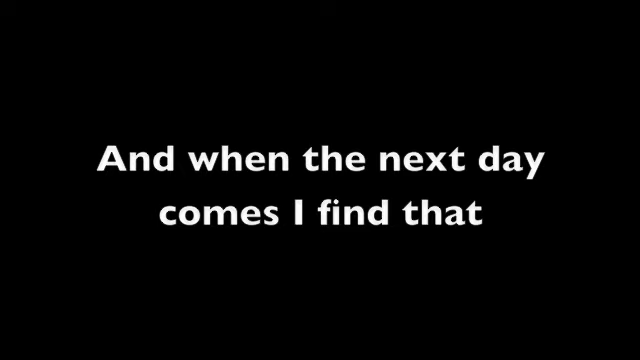 And when the next day
comes I find that